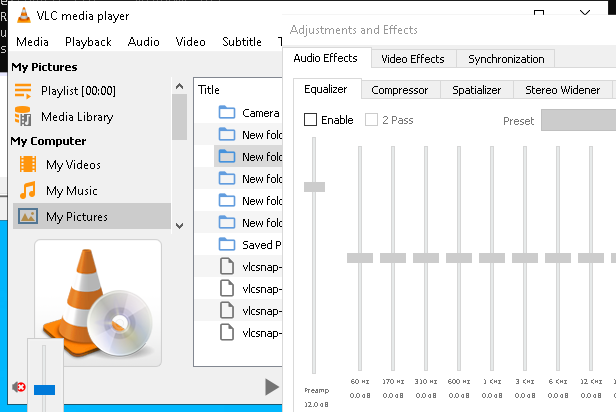 VLC media player
Media Playback Audio Video Subtitle T
My Pictures
Playlist [00:00]
Media Library
My Computer
My Videos
My Music
My Pictures
Title
Camera
New fold
New fold
New fold
New fold
New fold
Saved P
vlcsnap-
vlcsnap-
vlcsnap-
vlcsnap-
Adjustments and Effects
Audio Effects Video Effects Synchronization
Equalizer Compressor Spatializer Stereo Widener
Enable 2 Pass Preset
60 Hz 170 Hz 310 Hz 600 Hz 1 KHz 3 KHz 6 KHz 12 KHz
0.0 dB 0.0 dB 0.0 dB 0.0 dB 0.0 dB 0.0 dB 0.0 dB 0.0 dB
Preamp
12.0 dB